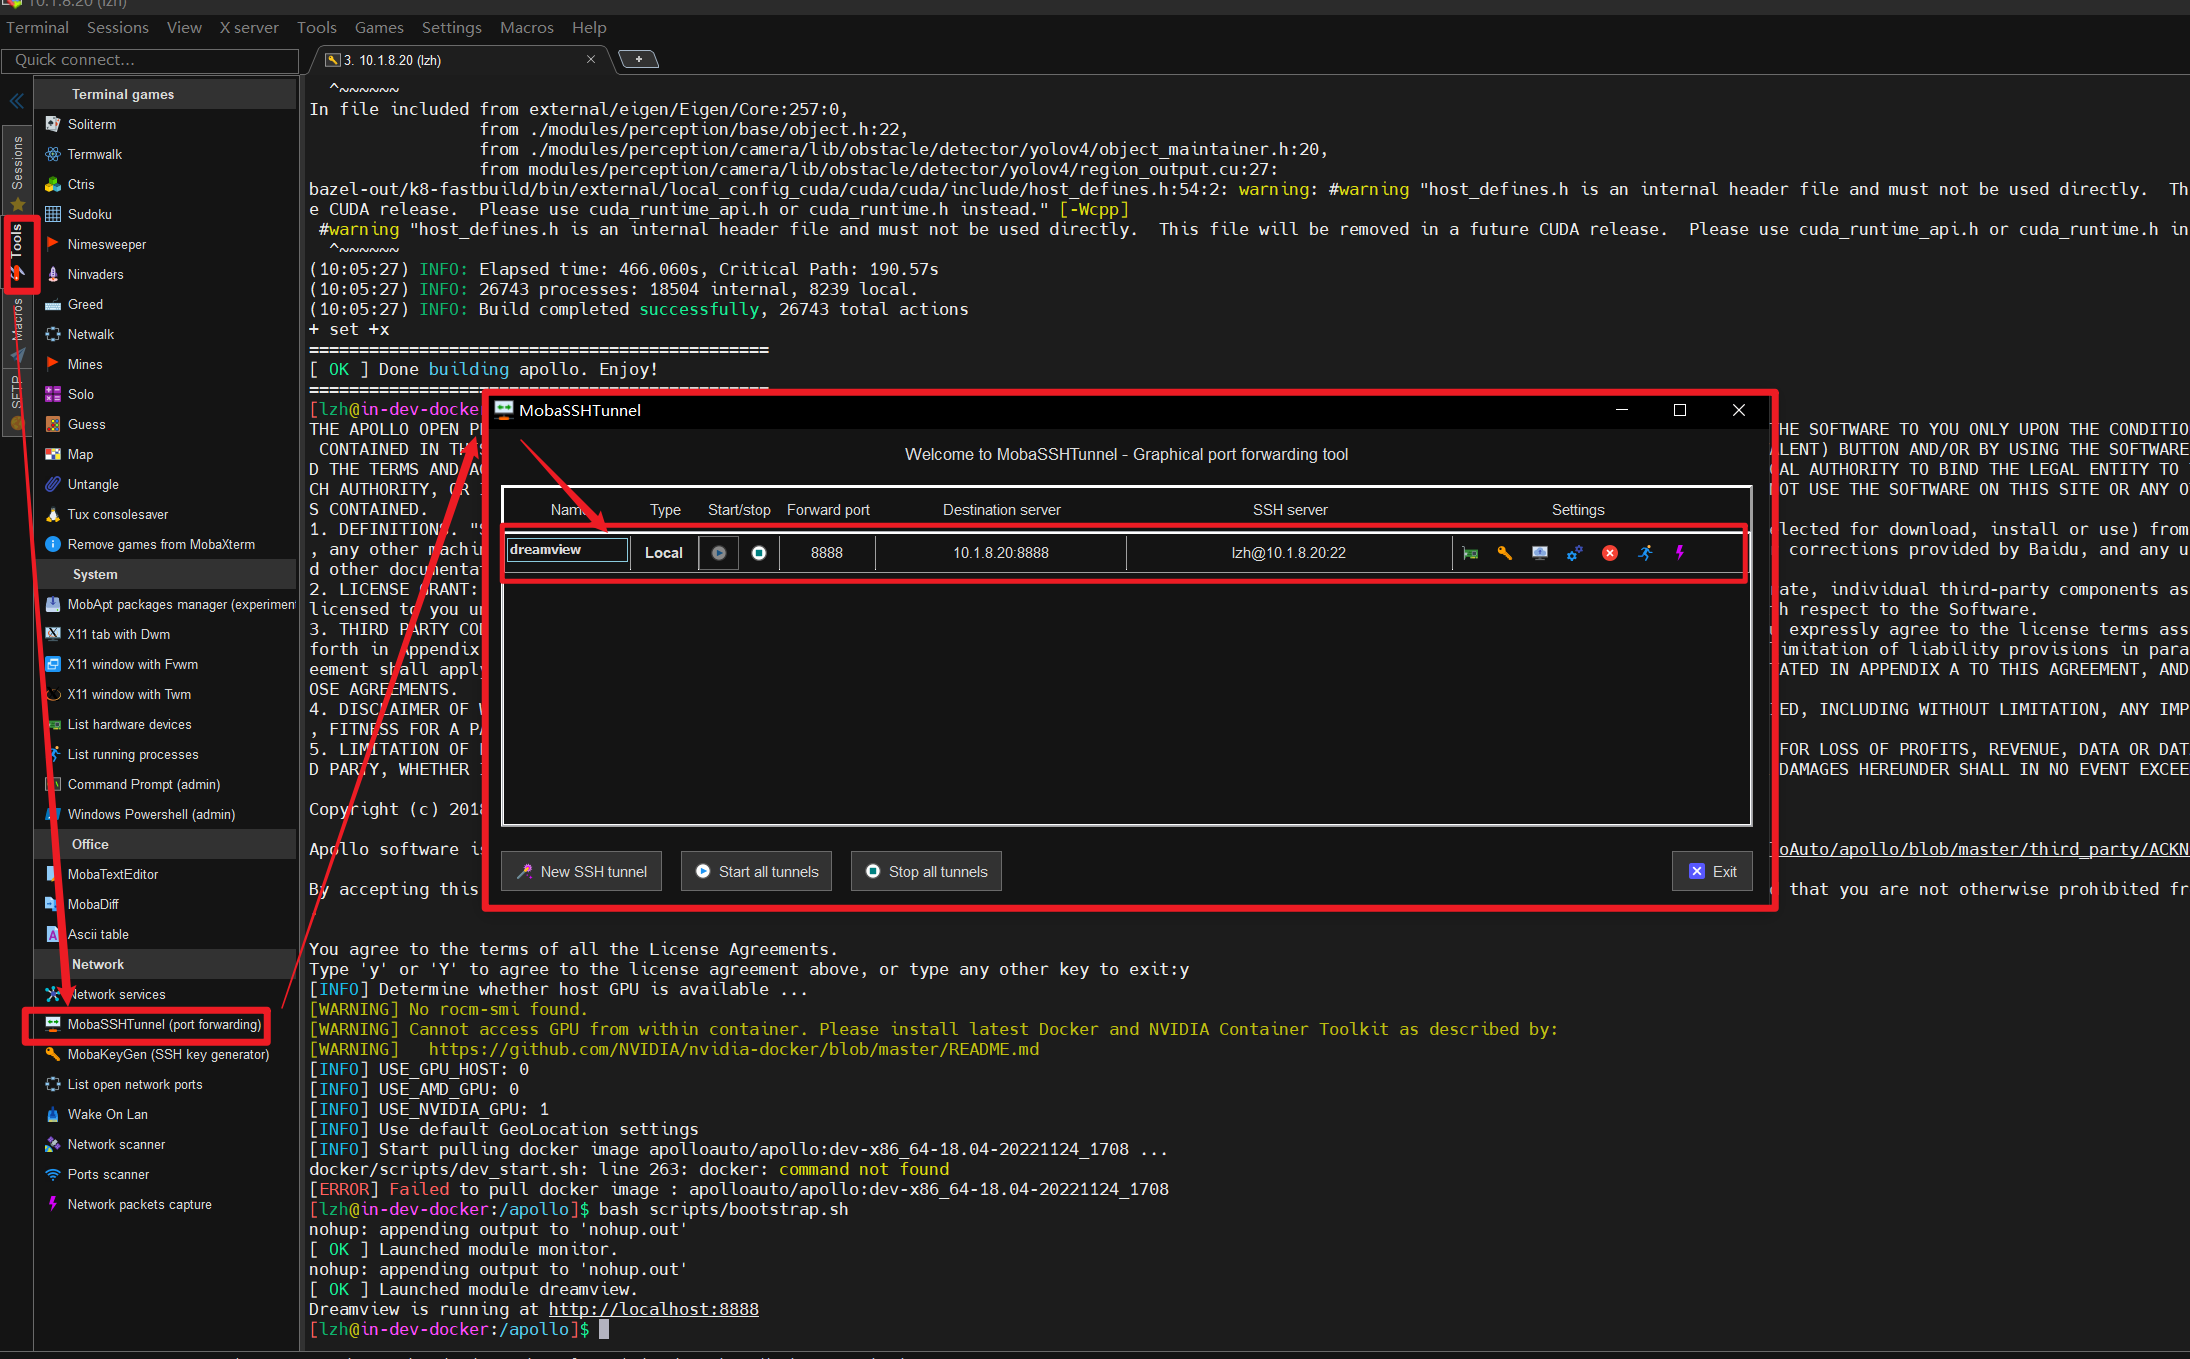 10.1.8.20 (lzh)
Terminal Sessions View X server Tools Games Settings Macros Help
Quick connect...
3. 10.1.8.20 (lzh)
Sessions
Tools
Macros
SFTP
Terminal games
Soliterm
Termwalk
Ctris
Sudoku
Nimesweeper
Ninvaders
Greed
Netwalk
Mines
Solo
Guess
Map
Untangle
Tux consolesaver
Remove games from MobaXterm
System
MobApt packages manager (experimen
X11 tab with Dwm
X11 window with Fvwm
X11 window with Twm
List hardware devices
List running processes
Command Prompt (admin)
Windows Powershell (admin)
Office
MobaTextEditor
MobaDiff
Ascii table
Network
Network services
MobaSSHTunnel (port forwarding)
MobaKeyGen (SSH key generator)
List open network ports
Wake On Lan
Network scanner
Ports scanner
Network packets capture
^~~~~~~
In file included from external/eigen/Eigen/Core:257:0,
from ./modules/perception/base/object.h:22,
from ./modules/perception/camera/lib/obstacle/detector/yolov4/object_maintainer.h:20,
from modules/perception/camera/lib/obstacle/detector/yolov4/region_output.cu:27:
bazel-out/k8-fastbuild/bin/external/local_config_cuda/cuda/cuda/include/host_defines.h:54:2: warning: #warning "host_defines.h is an internal header file and must not be used directly.  Th
e CUDA release.  Please use cuda_runtime_api.h or cuda_runtime.h instead." [-Wcpp]
#warning "host_defines.h is an internal header file and must not be used directly.  This file will be removed in a future CUDA release.  Please use cuda_runtime_api.h or cuda_runtime.h in
^~~~~~~
(10:05:27) INFO: Elapsed time: 466.060s, Critical Path: 190.57s
(10:05:27) INFO: 26743 processes: 18504 internal, 8239 local.
(10:05:27) INFO: Build completed successfully, 26743 total actions
+ set +x
==============================================
[ OK ] Done building apollo. Enjoy!
==============================================
[lzh@in-dev-docke
THE APOLLO OPEN P HE SOFTWARE TO YOU ONLY UPON THE CONDITIO
CONTAINED IN THIS ALENT) BUTTON AND/OR BY USING THE SOFTWARE
D THE TERMS AND AC CAL AUTHORITY TO BIND THE LEGAL ENTITY TO
CH AUTHORITY, OR I OT USE THE SOFTWARE ON THIS SITE OR ANY O
S CONTAINED.
1. DEFINITIONS. "S elected for download, install or use) from
, any other machin corrections provided by Baidu, and any u
d other documentat
2. LICENSE GRANT: ate, individual third-party components as
licensed to you un h respect to the Software.
3. THIRD PARTY COM expressly agree to the license terms ass
forth in Appendix imitation of liability provisions in para
eement shall apply TATED IN APPENDIX A TO THIS AGREEMENT, AND
OSE AGREEMENTS.
4. DISCLAIMER OF W IED, INCLUDING WITHOUT LIMITATION, ANY IMP
, FITNESS FOR A PA
5. LIMITATION OF L FOR LOSS OF PROFITS, REVENUE, DATA OR DAT
D PARTY, WHETHER I DAMAGES HEREUNDER SHALL IN NO EVENT EXCEE
Copyright (c) 2018
Apollo software is oAuto/apollo/blob/master/third_party/ACKN
By accepting this that you are not otherwise prohibited fr
MobaSSHTunnel
Welcome to MobaSSHTunnel - Graphical port forwarding tool
Name Type Start/stop Forward port Destination server SSH server Settings
dreamview Local 8888 10.1.8.20:8888 lzh@10.1.8.20:22
New SSH tunnel Start all tunnels Stop all tunnels Exit
You agree to the terms of all the License Agreements.
Type 'y' or 'Y' to agree to the license agreement above, or type any other key to exit:y
[INFO] Determine whether host GPU is available ...
[WARNING] No rocm-smi found.
[WARNING] Cannot access GPU from within container. Please install latest Docker and NVIDIA Container Toolkit as described by:
[WARNING]   https://github.com/NVIDIA/nvidia-docker/blob/master/README.md
[INFO] USE_GPU_HOST: 0
[INFO] USE_AMD_GPU: 0
[INFO] USE_NVIDIA_GPU: 1
[INFO] Use default GeoLocation settings
[INFO] Start pulling docker image apolloauto/apollo:dev-x86_64-18.04-20221124_1708 ...
docker/scripts/dev_start.sh: line 263: docker: command not found
[ERROR] Failed to pull docker image : apolloauto/apollo:dev-x86_64-18.04-20221124_1708
[lzh@in-dev-docker:/apollo]$ bash scripts/bootstrap.sh
nohup: appending output to 'nohup.out'
[ OK ] Launched module monitor.
nohup: appending output to 'nohup.out'
[ OK ] Launched module dreamview.
Dreamview is running at http://localhost:8888
[lzh@in-dev-docker:/apollo]$